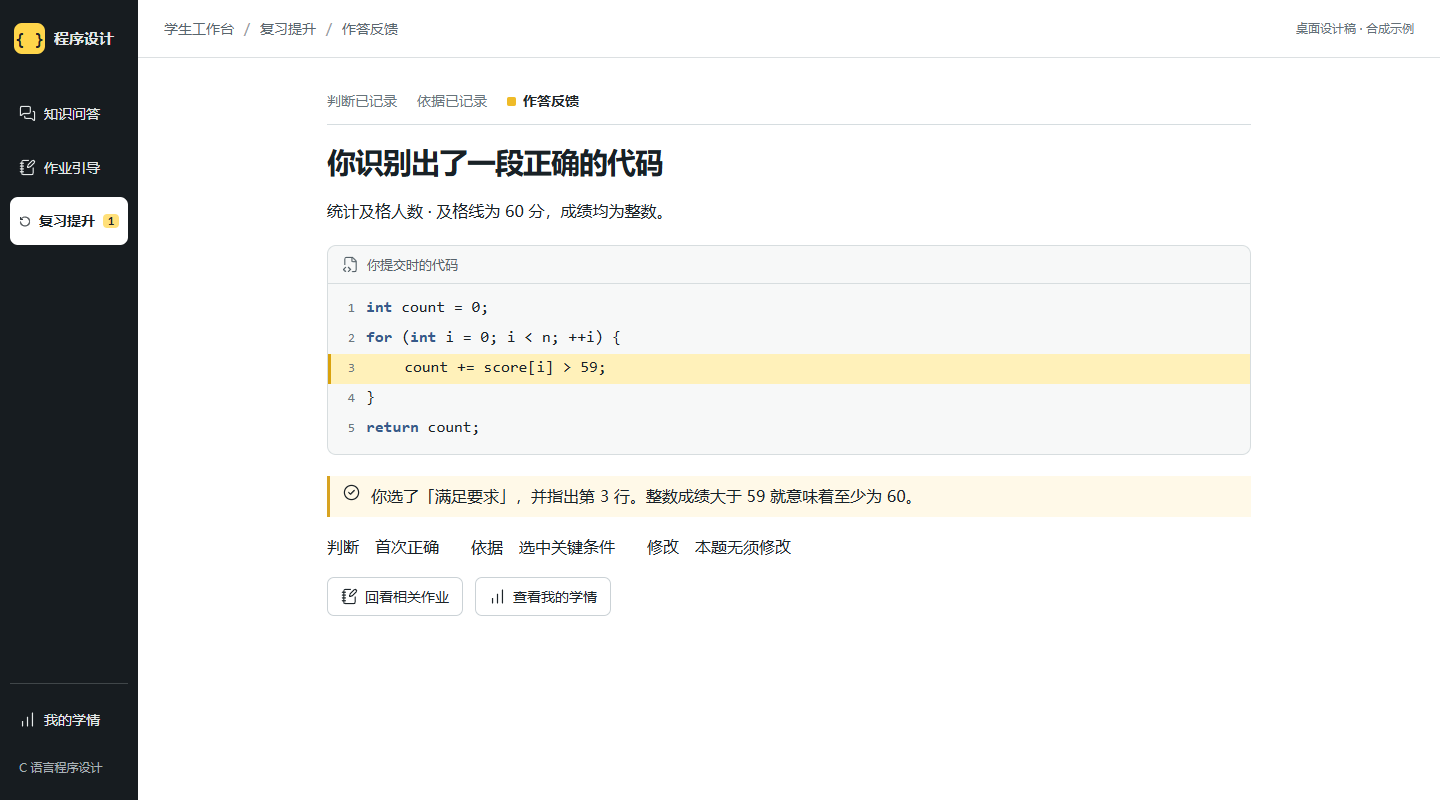 { } 程序设计
知识问答
作业引导
复习提升 1
我的学情
C 语言程序设计
学生工作台 / 复习提升 / 作答反馈
桌面设计稿 · 合成示例
判断已记录 依据已记录 作答反馈
你识别出了一段正确的代码
统计及格人数 · 及格线为 60 分，成绩均为整数。
你提交时的代码
1 int count = 0;
2 for (int i = 0; i < n; ++i) {
3     count += score[i] > 59;
4 }
5 return count;
你选了「满足要求」，并指出第 3 行。整数成绩大于 59 就意味着至少为 60。
判断 首次正确 依据 选中关键条件 修改 本题无须修改
回看相关作业 查看我的学情